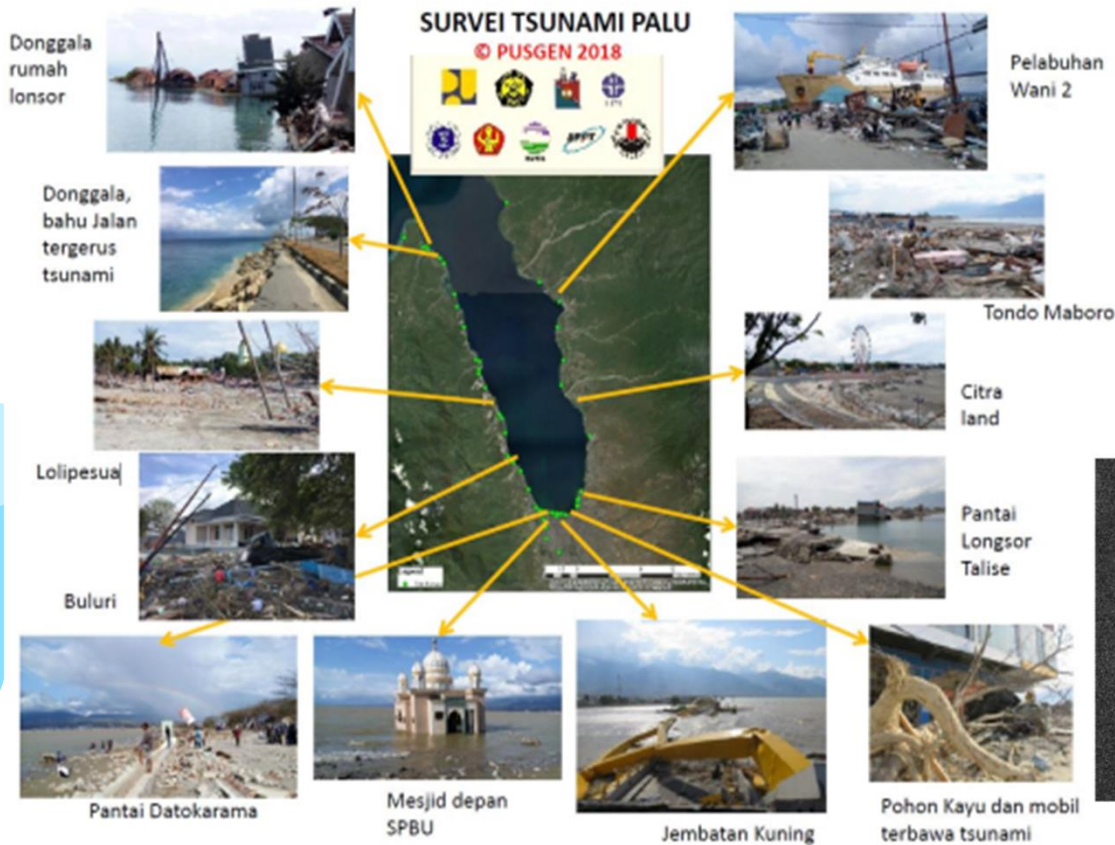 SURVEI TSUNAMI PALU
© PUSGEN 2018
Donggala
rumah
lonsor
Pelabuhan
Wani 2
Donggala,
bahu Jalan
tergerus
tsunami
Tondo Maboro
Citra
land
Lolipesua
Pantai
Longsor
Talise
Buluri
Pantai Datokarama
Mesjid depan
SPBU
Jembatan Kuning
Pohon Kayu dan mobil
terbawa tsunami
BPPT
Legend